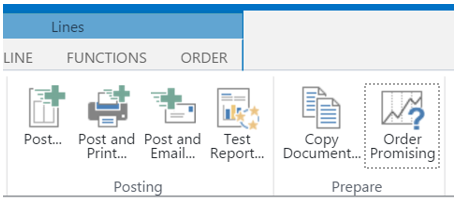 Lines
LINE FUNCTIONS ORDER
Post... Post and Print... Post and Email... Test Report... Copy Document... Order Promising
Posting Prepare